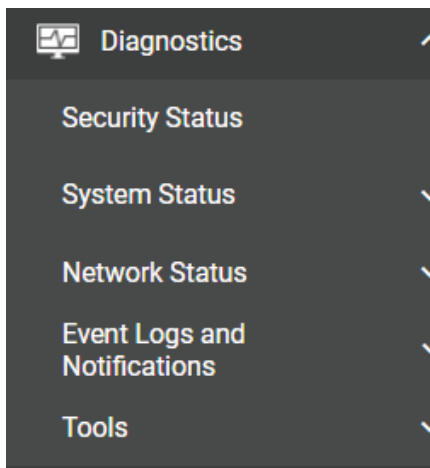 Diagnostics
Security Status
System Status
Network Status
Event Logs and
Notifications
Tools